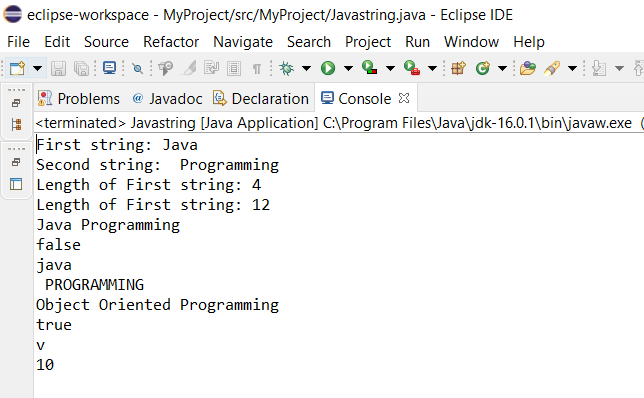 eclipse-workspace - MyProject/src/MyProject/Javastring.java - Eclipse IDE
File Edit Source Refactor Navigate Search Project Run Window Help
Problems @ Javadoc Declaration Console
<terminated> Javastring [Java Application] C:\Program Files\Java\jdk-16.0.1\bin\javaw.exe (
First string: Java
Second string:  Programming
Length of First string: 4
Length of First string: 12
Java Programming
false
java
 PROGRAMMING
Object Oriented Programming
true
v
10